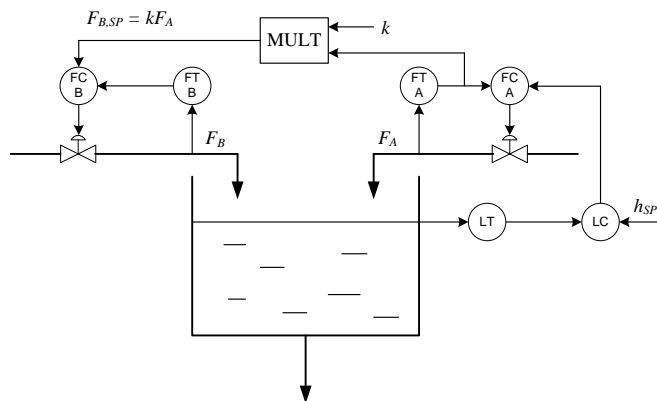 F_{B,SP} = kF_A
MULT
k
FC
B
FT
B
FT
A
FC
A
F_B
F_A
LT
LC
h_{SP}